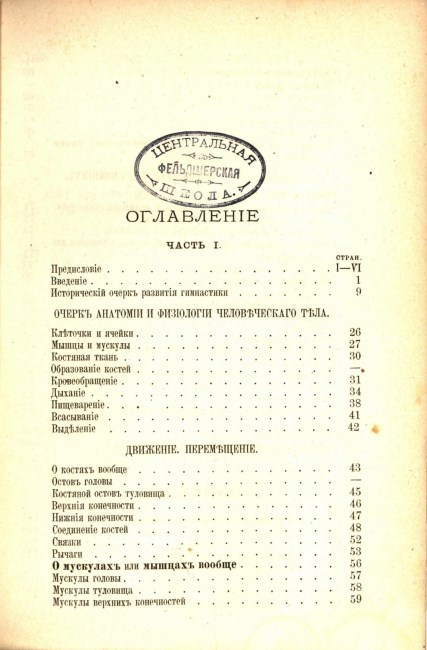 ЦЕНТРАЛЬНАЯ
ФЕЛЬДШЕРСКАЯ
ШКОЛА.
ОГЛАВЛЕНІЕ
ЧАСТЬ I.
СТРАН.
Предисловіе . . . . . . . . . . . . . . . I—VI
Введеніе . . . . . . . . . . . . . . . . 1
Историческій очеркъ развитія гимнастики . . . . . . . . 9
ОЧЕРКЪ АНАТОМІИ И ФИЗІОЛОГІИ ЧЕЛОВѢЧЕСКАГО ТѢЛА.
Клѣточки и ячейки . . . . . . . . . . . . . 26
Мышцы и мускулы . . . . . . . . . . . . . 27
Костяная ткань . . . . . . . . . . . . . . 30
Образованіе костей . . . . . . . . . . . . . —
Кровеобращеніе . . . . . . . . . . . . . . 31
Дыханіе . . . . . . . . . . . . . . . . 34
Пищевареніе . . . . . . . . . . . . . . . 38
Всасываніе . . . . . . . . . . . . . . . 41
Выдѣленіе . . . . . . . . . . . . . . . 42
ДВИЖЕНІЕ. ПЕРЕМѢЩЕНІЕ.
О костяхъ вообще . . . . . . . . . . . . . 43
Остовъ головы . . . . . . . . . . . . . . —
Костяной остовъ туловища . . . . . . . . . . . 45
Верхнія конечности . . . . . . . . . . . . . 46
Нижнія конечности . . . . . . . . . . . . . 47
Соединеніе костей . . . . . . . . . . . . . 48
Связки . . . . . . . . . . . . . . . . 52
Рычаги . . . . . . . . . . . . . . . . 53
О мускулахъ или мышцахъ вообще . . . . . . . . . 56
Мускулы головы . . . . . . . . . . . . . . 57
Мускулы туловища . . . . . . . . . . . . . 58
Мускулы верхнихъ конечностей . . . . . . . . . . 59